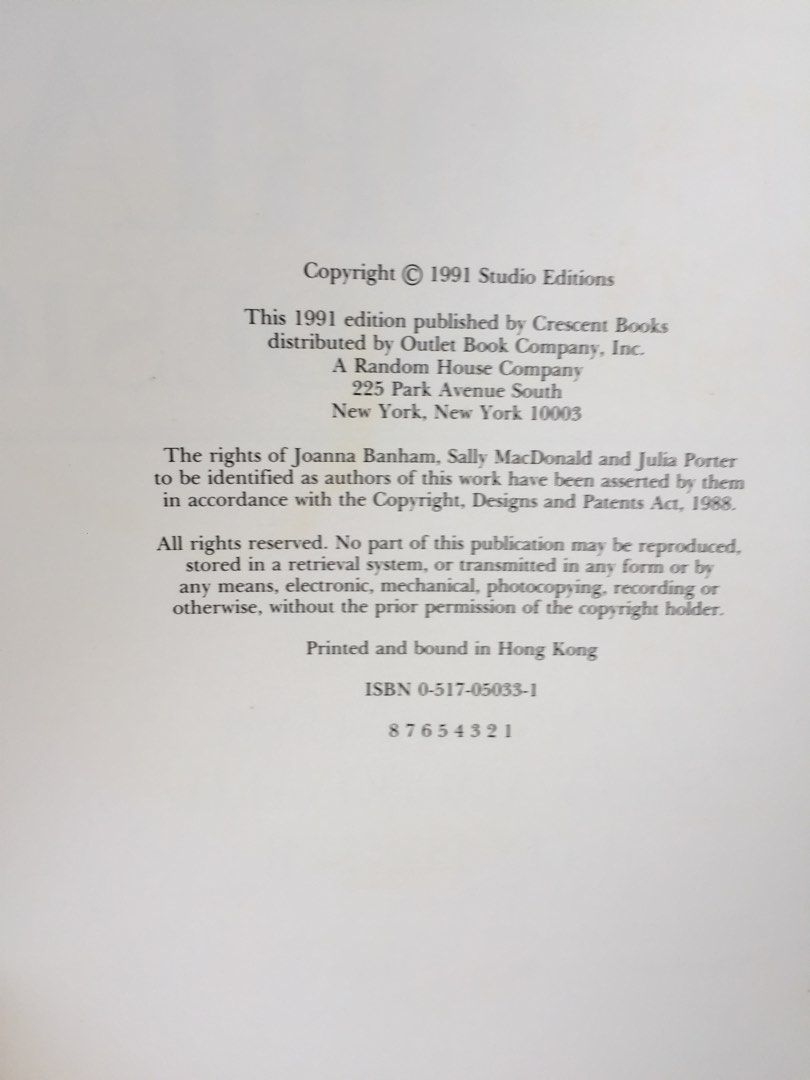 Copyright © 1991 Studio Editions
This 1991 edition published by Crescent Books
distributed by Outlet Book Company, Inc.
A Random House Company
225 Park Avenue South
New York, New York 10003
The rights of Joanna Banham, Sally MacDonald and Julia Porter
to be identified as authors of this work have been asserted by them
in accordance with the Copyright, Designs and Patents Act, 1988.
All rights reserved. No part of this publication may be reproduced,
stored in a retrieval system, or transmitted in any form or by
any means, electronic, mechanical, photocopying, recording or
otherwise, without the prior permission of the copyright holder.
Printed and bound in Hong Kong
ISBN 0-517-05033-1
8 7 6 5 4 3 2 1